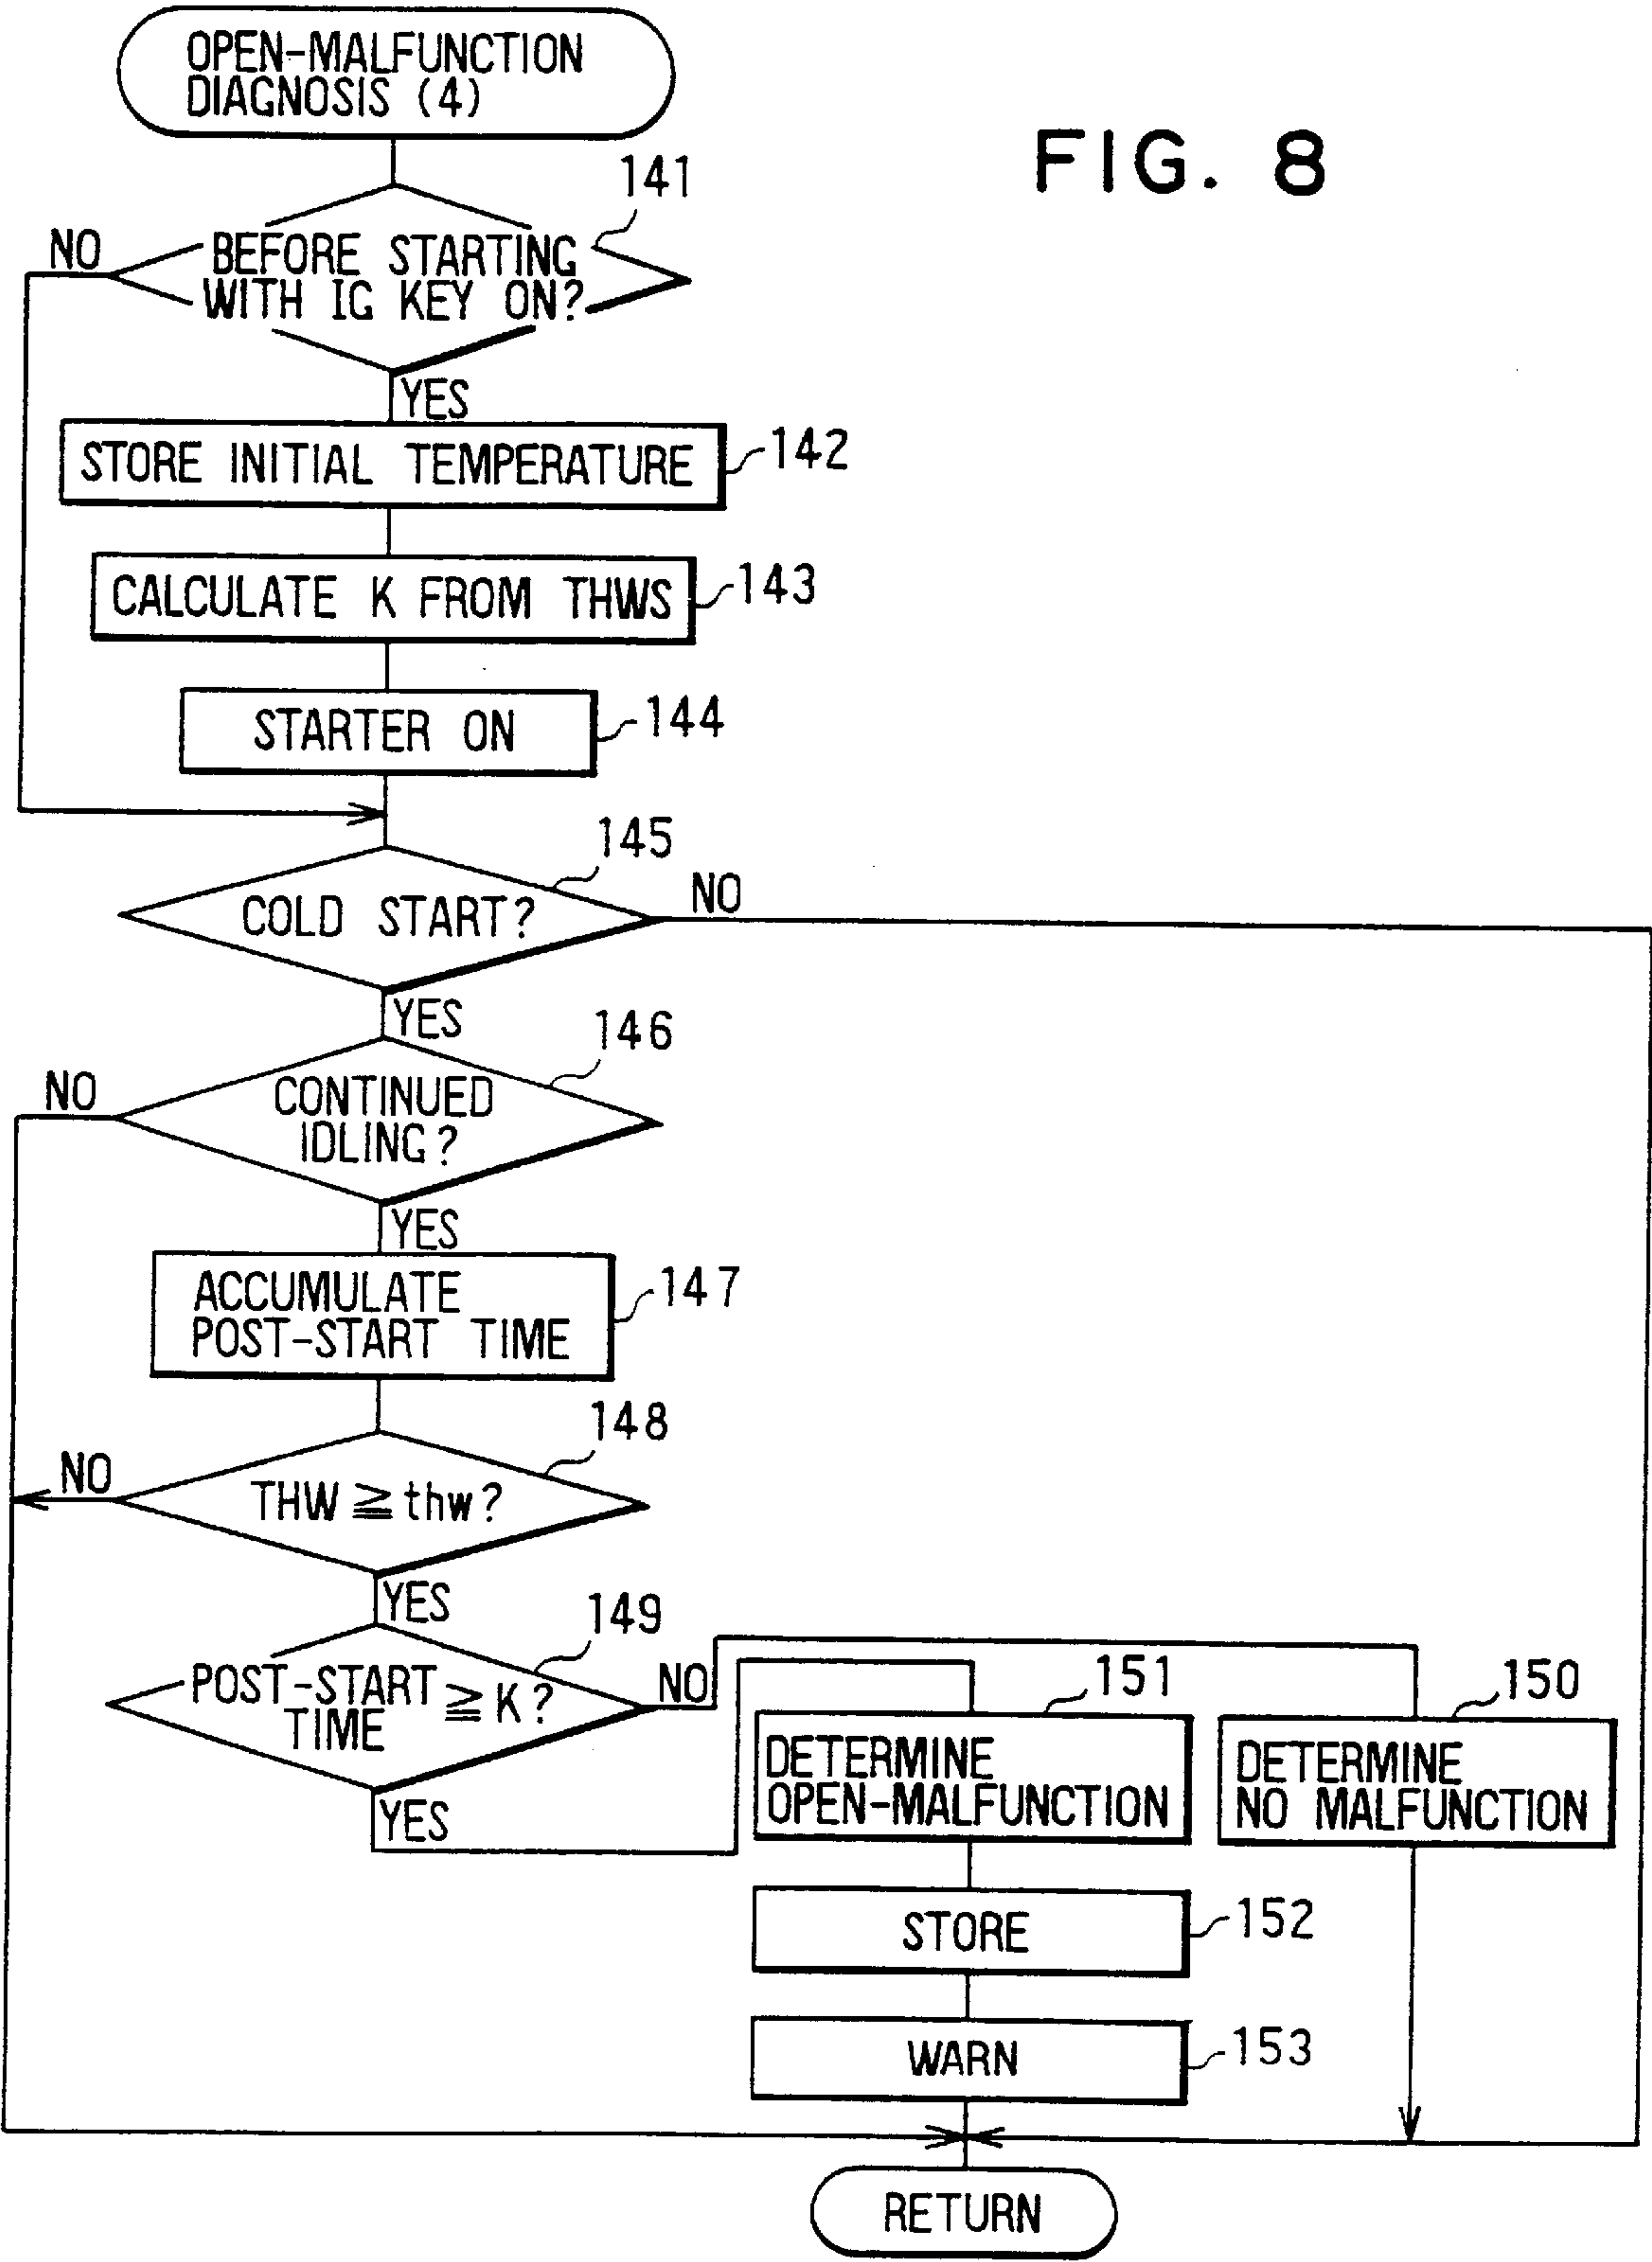 OPEN-MALFUNCTION
DIAGNOSIS (4)
FIG. 8
141
NO
BEFORE STARTING
WITH IG KEY ON?
YES
STORE INITIAL TEMPERATURE
142
CALCULATE K FROM THWS
143
STARTER ON
144
145
COLD START?
NO
YES
146
NO
CONTINUED
IDLING?
YES
ACCUMULATE
POST-START TIME
147
148
NO
THW ≧ thw?
YES
149
POST-START
TIME
≧ K?
NO
YES
151
DETERMINE
OPEN-MALFUNCTION
150
DETERMINE
NO MALFUNCTION
STORE
152
WARN
153
RETURN